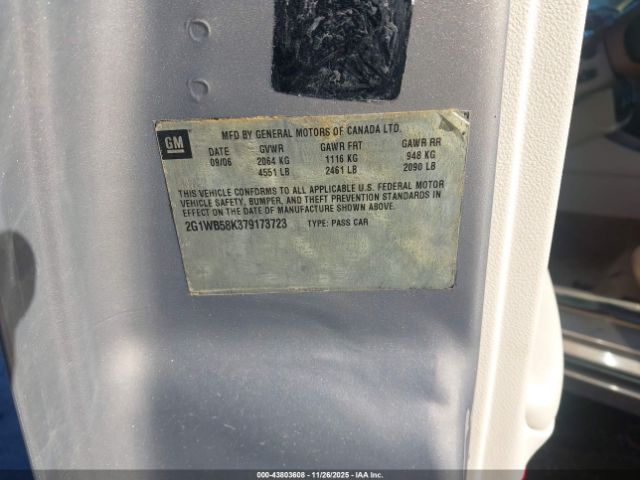 GM
MFD BY GENERAL MOTORS OF CANADA LTD.
DATE GVWR GAWR FRT GAWR RR
09/06 2064 KG 1116 KG 948 KG
4551 LB 2461 LB 2090 LB
THIS VEHICLE CONFORMS TO ALL APPLICABLE U.S. FEDERAL MOTOR
VEHICLE SAFETY, BUMPER, AND THEFT PREVENTION STANDARDS IN
EFFECT ON THE DATE OF MANUFACTURE SHOWN ABOVE.
2G1WB58K379173723 TYPE: PASS CAR
00-43803608 - 11/26/2025 - IAAI.COM